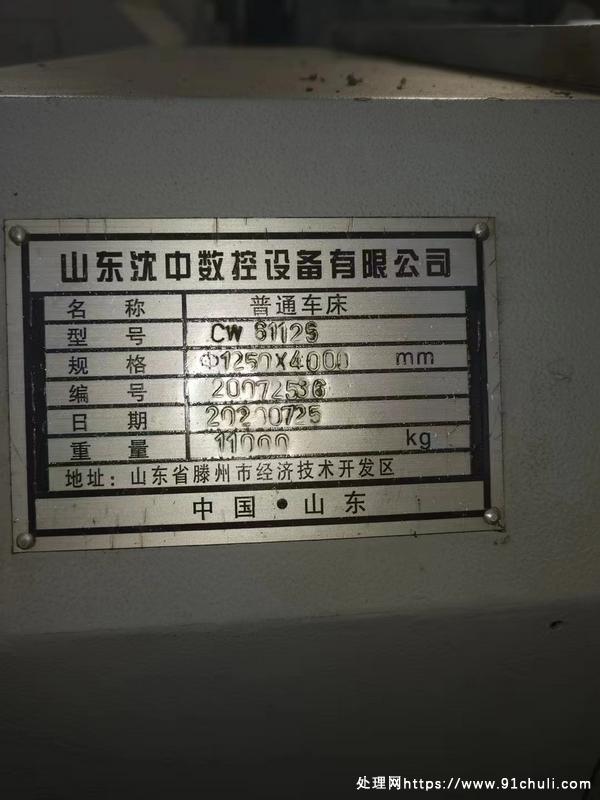 山东沈中数控设备有限公司
名称 普通车床
型号 CW 61125
规格 Φ1250X4000 mm
编号 20072536
日期 20200725
重量 11000 kg
地址：山东省滕州市经济技术开发区
中国·山东
处理网https://www.91chuli.com